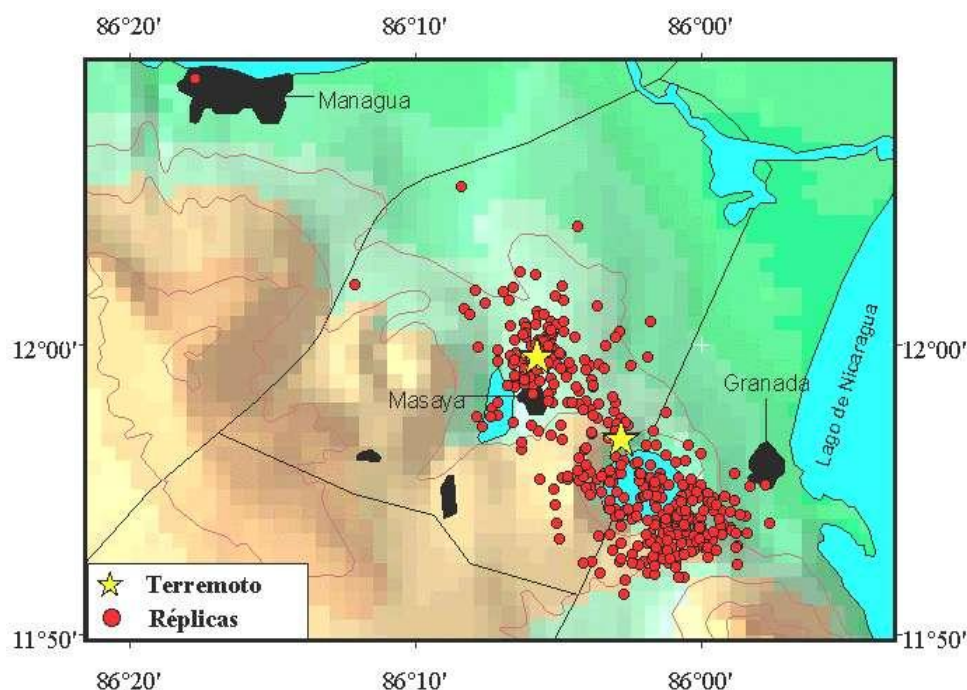 86°20' 86°10' 86°00'
Managua
12°00' 12°00'
Masaya
Granada
Lago de Nicaragua
Terremoto
Réplicas
11°50' 11°50'
86°20' 86°10' 86°00'